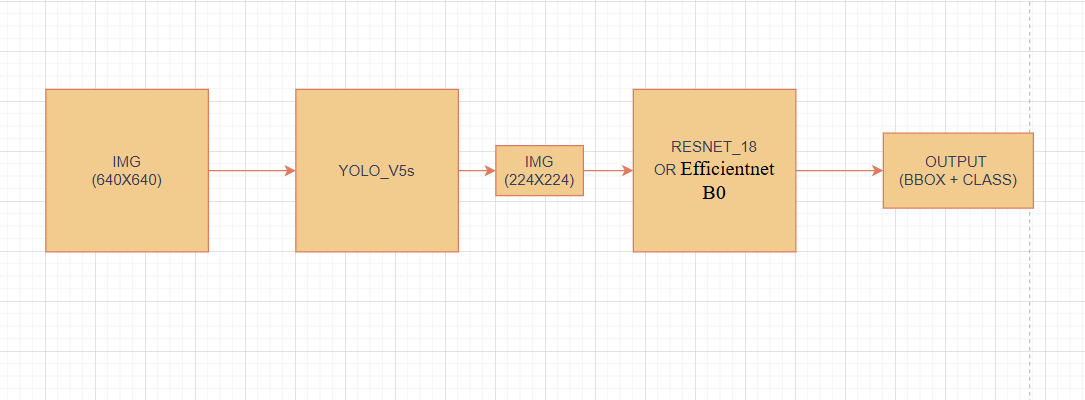 IMG
(640X640)
YOLO_V5s
IMG
(224X224)
RESNET_18
OR Efficientnet
B0
OUTPUT
(BBOX + CLASS)